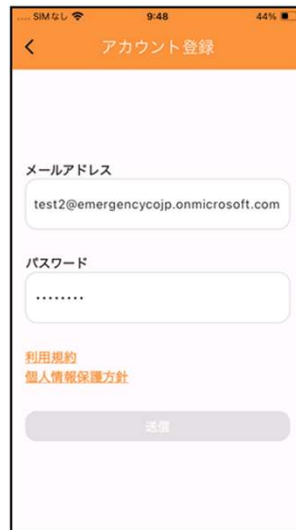 .... SIMなし 9:48 44%
アカウント登録
メールアドレス
test2@emergencycojp.onmicrosoft.com
パスワード
········
利用規約
個人情報保護方針
送信